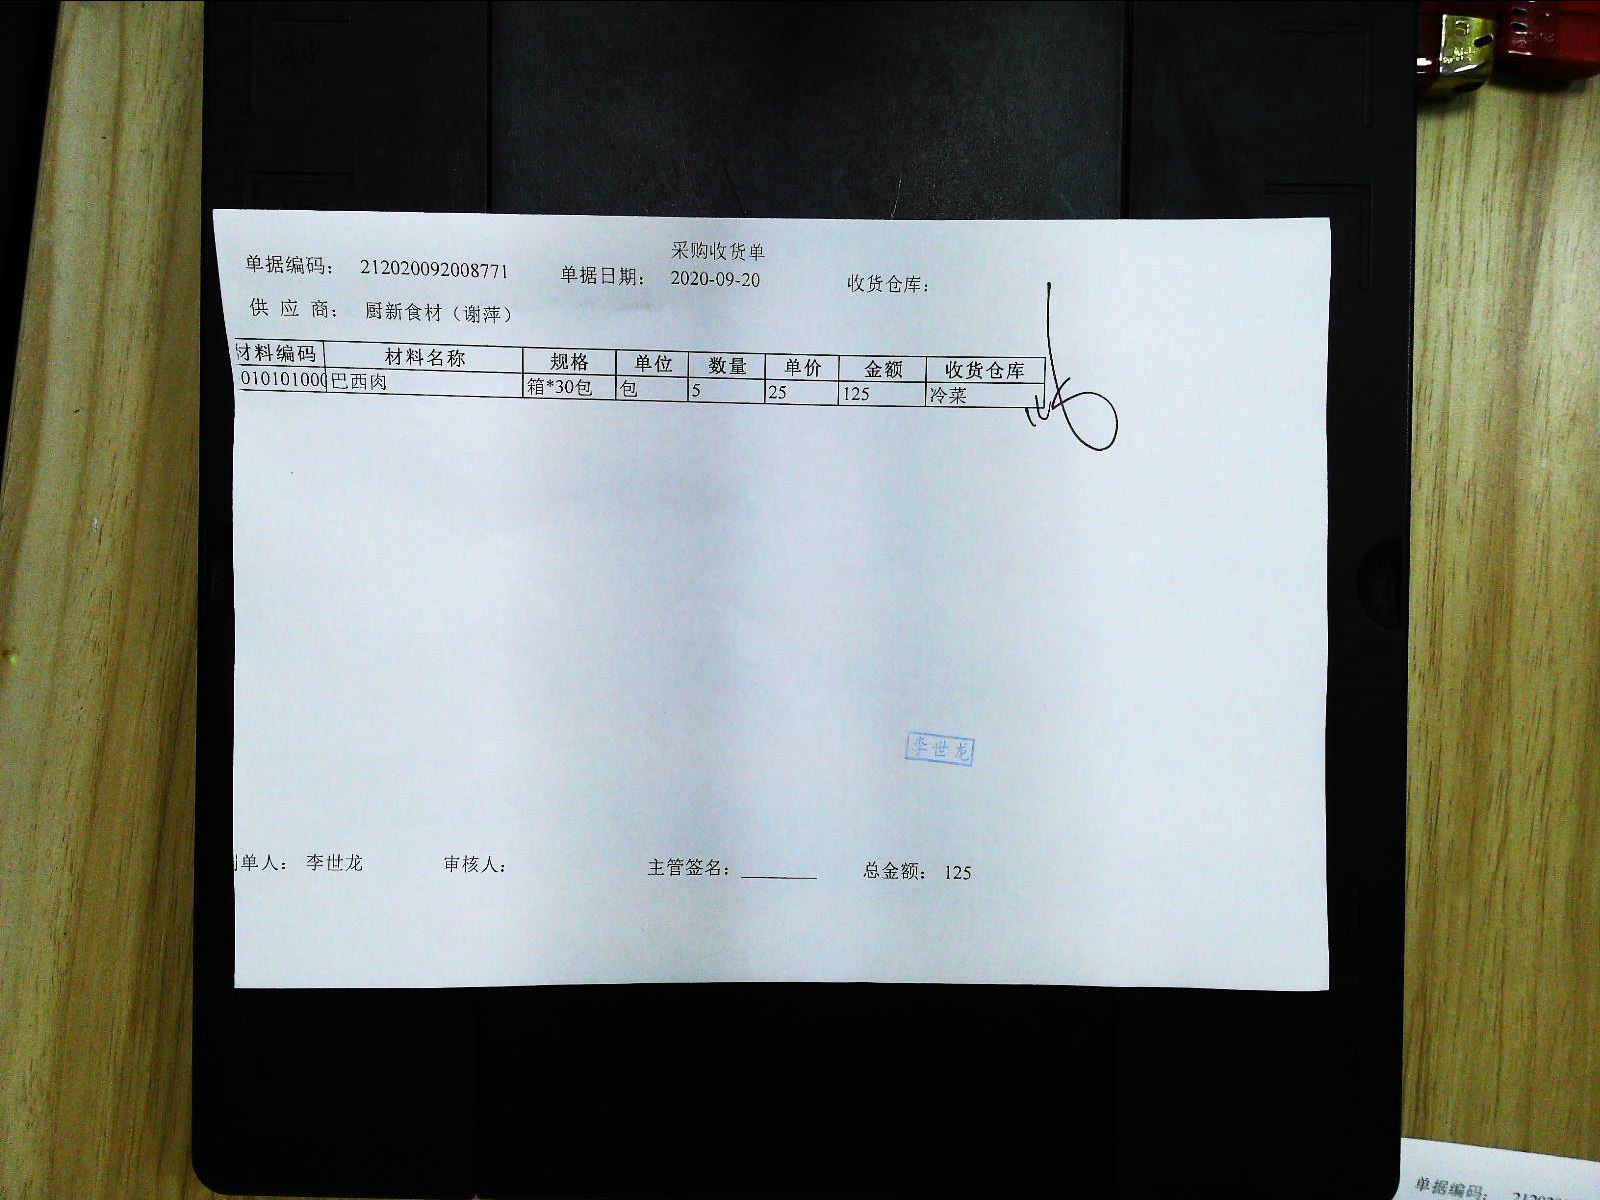 采购收货单
单据编码： 212020092008771 单据日期： 2020-09-20 收货仓库：
供 应 商： 厨新食材（谢萍）
材料编码 材料名称 规格 单位 数量 单价 金额 收货仓库
010101000 巴西肉 箱*30包 包 5 25 125 冷菜
李世龙
制单人： 李世龙 审核人： 主管签名：________ 总金额： 125
单据编码：